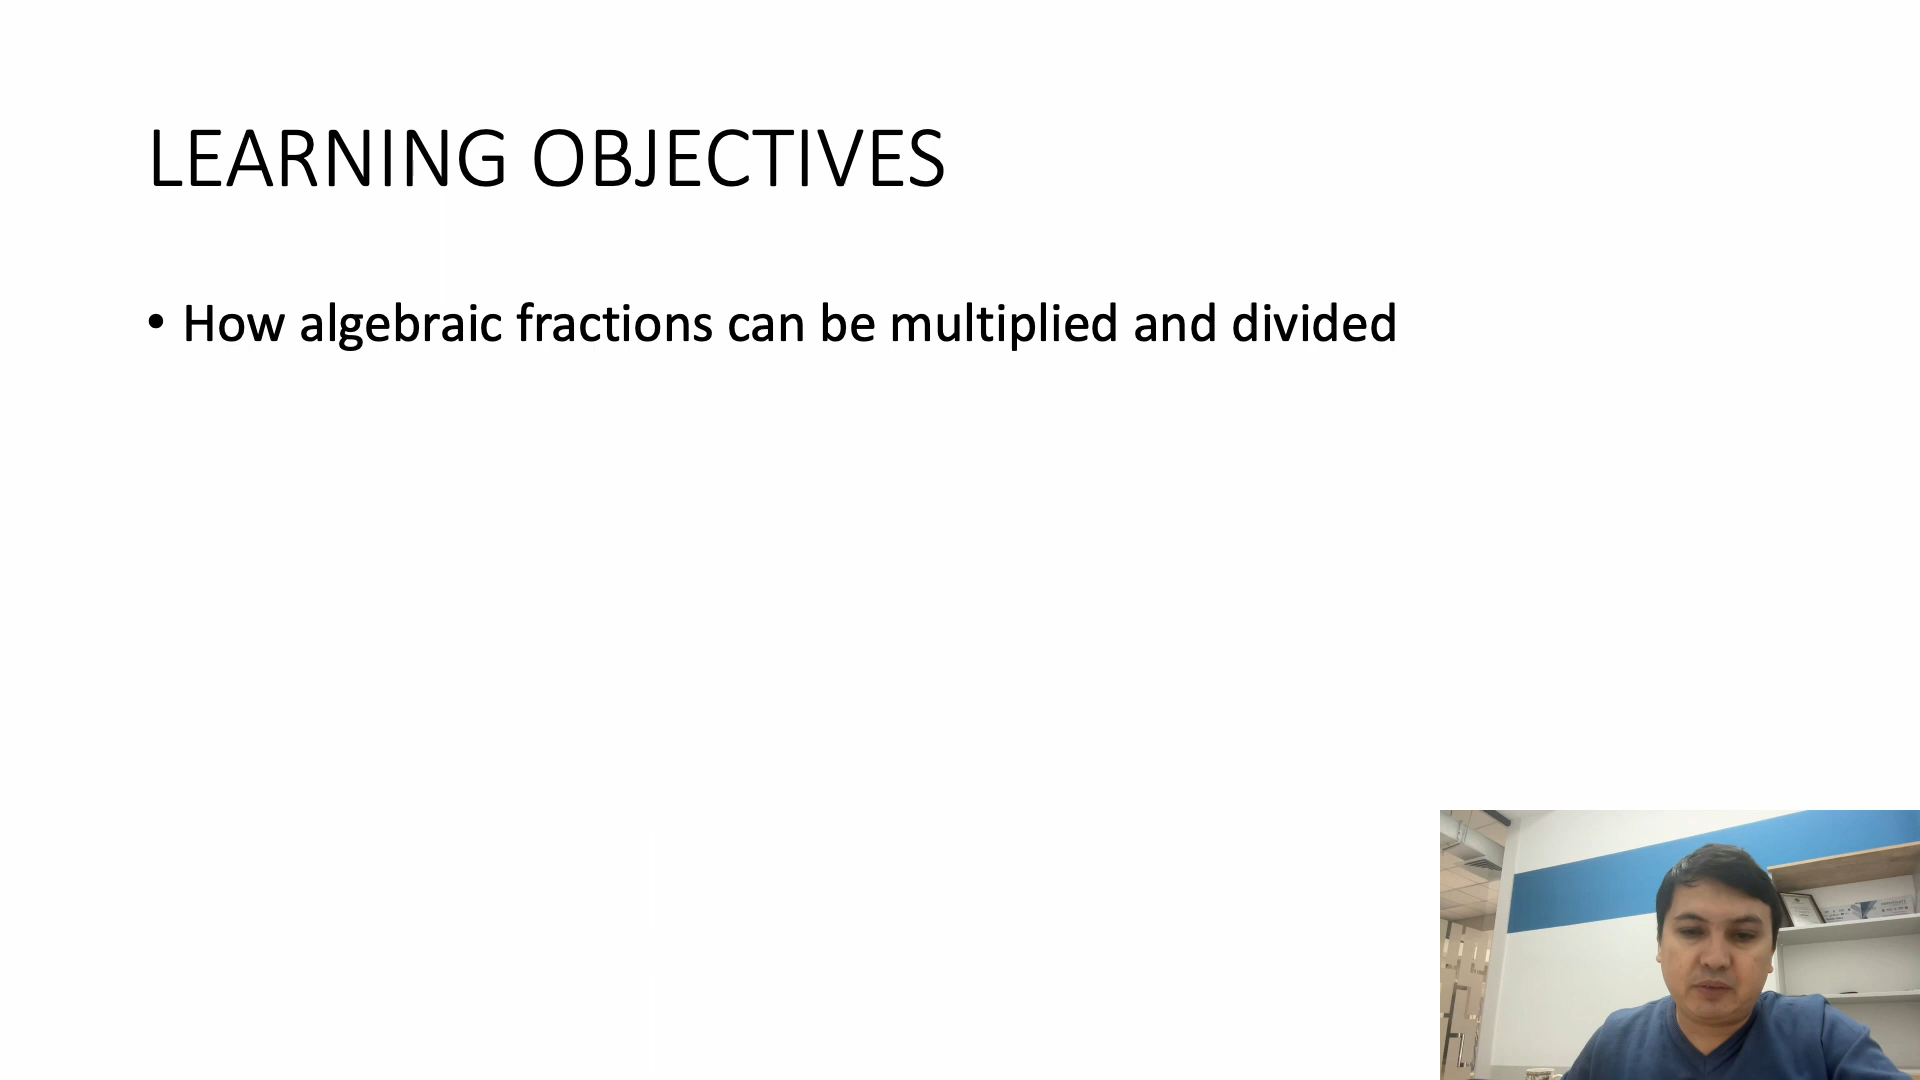 LEARNING OBJECTIVES
• How algebraic fractions can be multiplied and divided